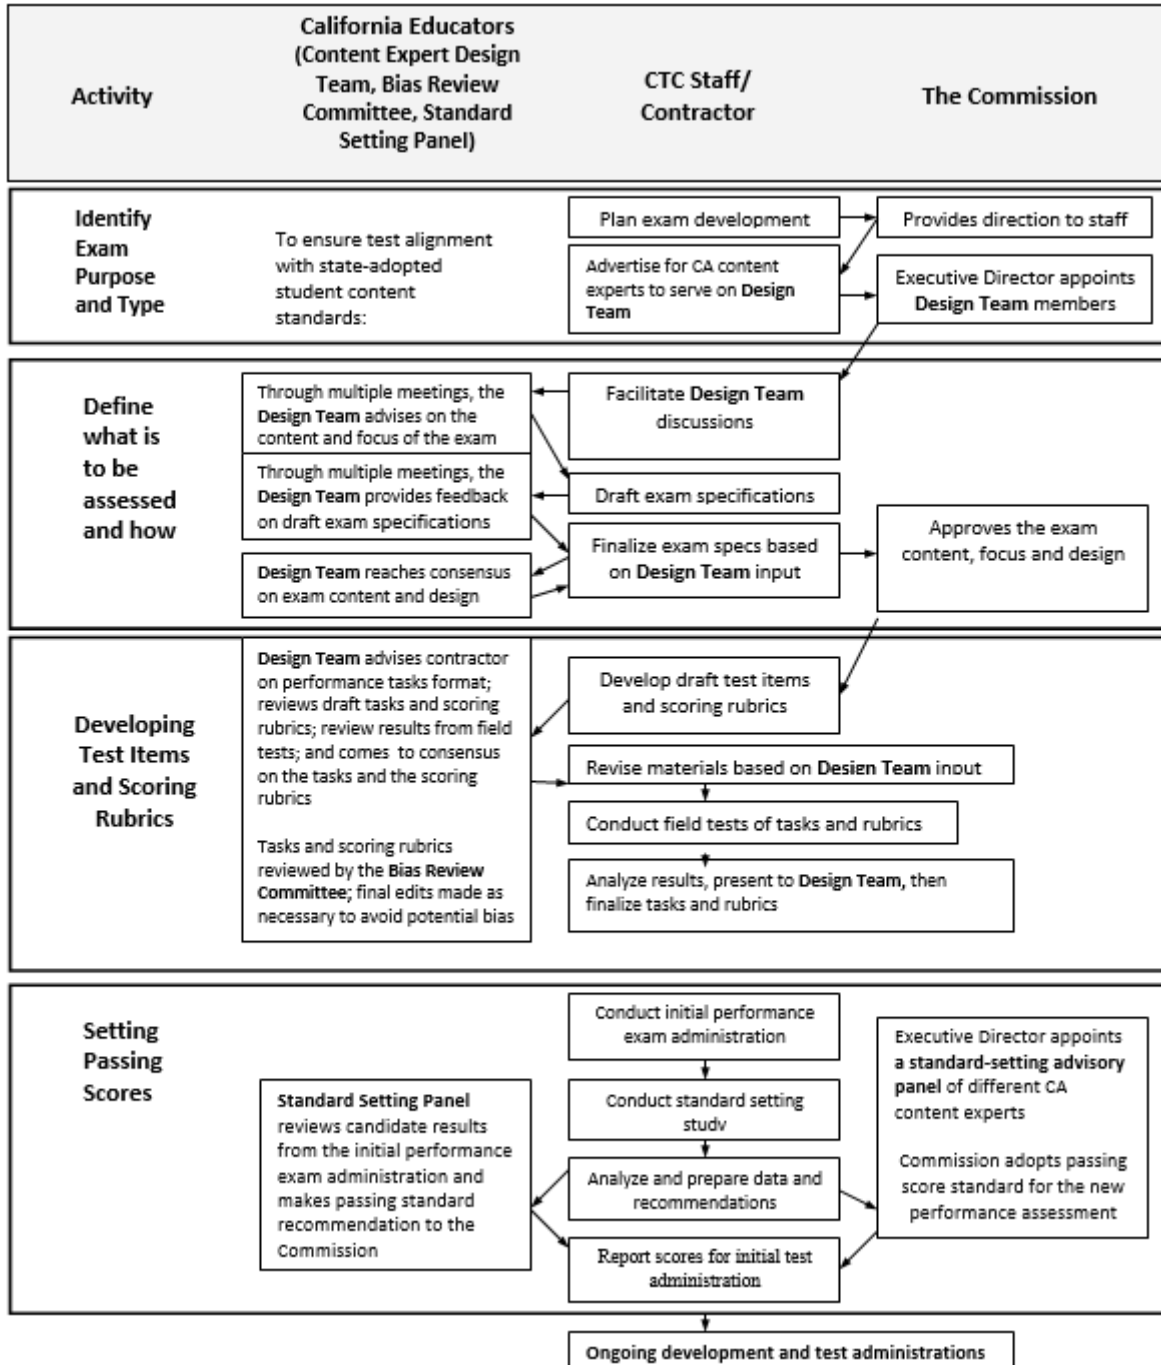 Activity
California Educators
(Content Expert Design
Team, Bias Review
Committee, Standard
Setting Panel)
CTC Staff/
Contractor
The Commission
Identify
Exam
Purpose
and Type
To ensure test alignment
with state-adopted
student content
standards:
Plan exam development
Provides direction to staff
Advertise for CA content
experts to serve on Design
Team
Executive Director appoints
Design Team members
Define
what is
to be
assessed
and how
Through multiple meetings, the
Design Team advises on the
content and focus of the exam
Facilitate Design Team
discussions
Through multiple meetings, the
Design Team provides feedback
on draft exam specifications
Draft exam specifications
Finalize exam specs based
on Design Team input
Approves the exam
content, focus and design
Design Team reaches consensus
on exam content and design
Developing
Test Items
and Scoring
Rubrics
Design Team advises contractor
on performance tasks format;
reviews draft tasks and scoring
rubrics; review results from field
tests; and comes to consensus
on the tasks and the scoring
rubrics
Tasks and scoring rubrics
reviewed by the Bias Review
Committee; final edits made as
necessary to avoid potential bias
Develop draft test items
and scoring rubrics
Revise materials based on Design Team input
Conduct field tests of tasks and rubrics
Analyze results, present to Design Team, then
finalize tasks and rubrics
Setting
Passing
Scores
Standard Setting Panel
reviews candidate results
from the initial performance
exam administration and
makes passing standard
recommendation to the
Commission
Conduct initial performance
exam administration
Conduct standard setting
study
Analyze and prepare data and
recommendations
Report scores for initial test
administration
Executive Director appoints
a standard-setting advisory
panel of different CA
content experts
Commission adopts passing
score standard for the new
performance assessment
Ongoing development and test administrations